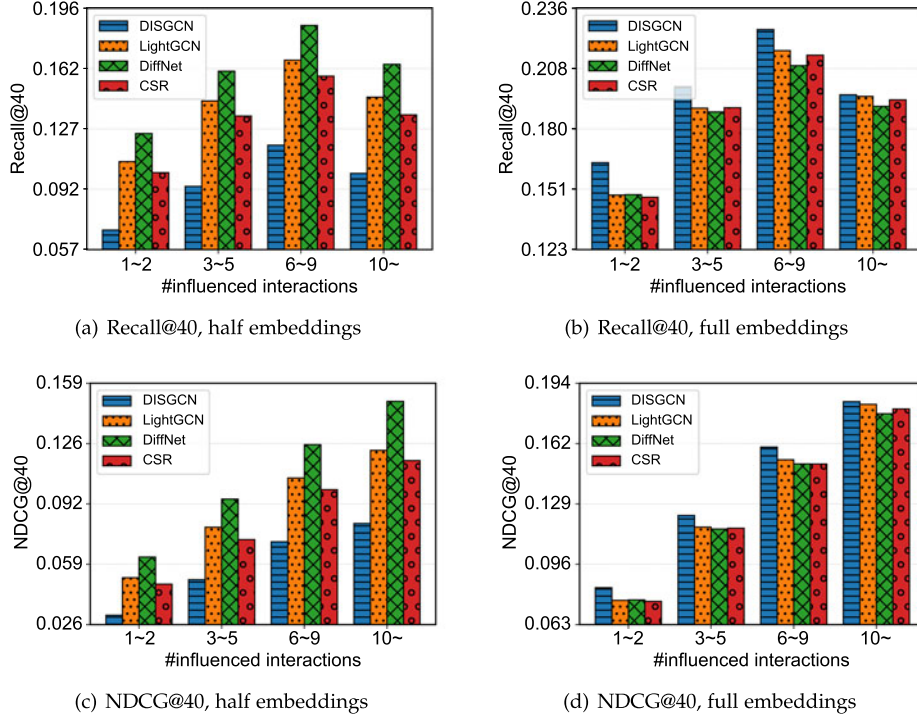 0.196
0.162
0.127
0.092
0.057
Recall@40
DISGCN
LightGCN
DiffNet
CSR
1~2 3~5 6~9 10~
#influenced interactions
(a) Recall@40, half embeddings
0.236
0.208
0.180
0.151
0.123
Recall@40
DISGCN
LightGCN
DiffNet
CSR
1~2 3~5 6~9 10~
#influenced interactions
(b) Recall@40, full embeddings
0.159
0.126
0.092
0.059
0.026
NDCG@40
DISGCN
LightGCN
DiffNet
CSR
1~2 3~5 6~9 10~
#influenced interactions
(c) NDCG@40, half embeddings
0.194
0.162
0.129
0.096
0.063
NDCG@40
DISGCN
LightGCN
DiffNet
CSR
1~2 3~5 6~9 10~
#influenced interactions
(d) NDCG@40, full embeddings